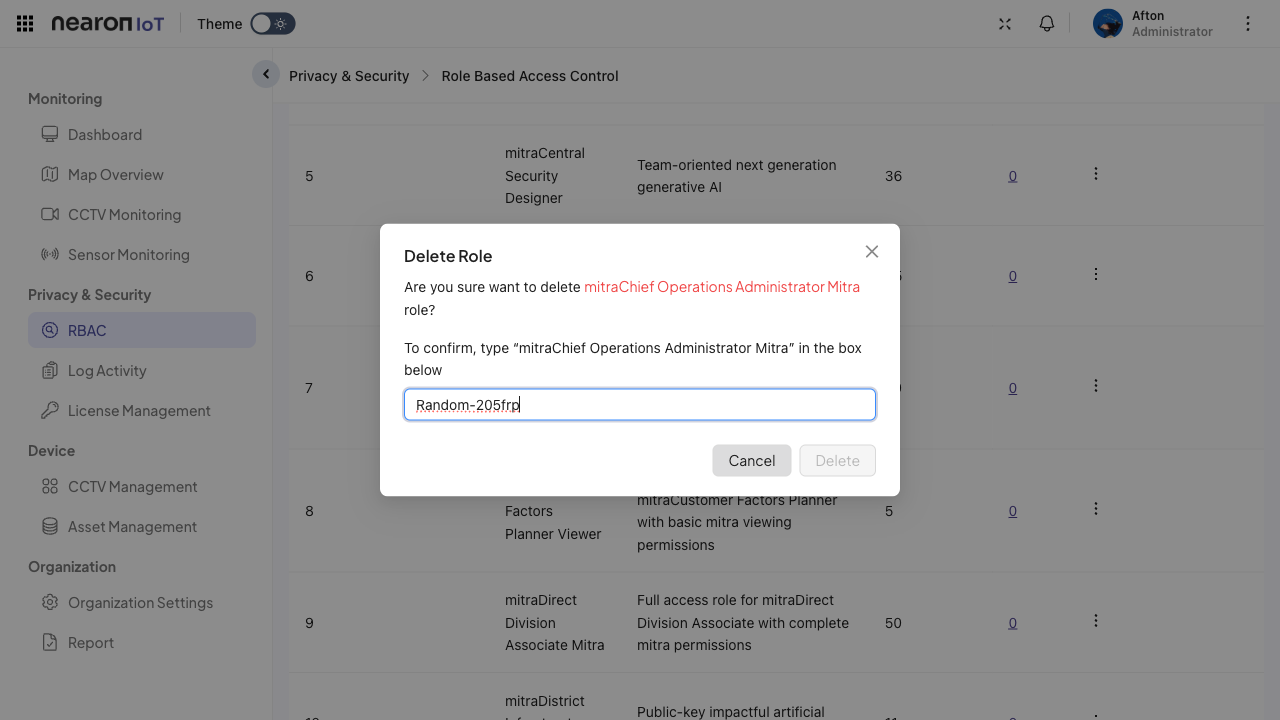 nearon IoT
Theme
Afton
Administrator
Privacy & Security
Role Based Access Control
Monitoring
Dashboard
Map Overview
CCTV Monitoring
Sensor Monitoring
Privacy & Security
RBAC
Log Activity
License Management
Device
CCTV Management
Asset Management
Organization
Organization Settings
Report
5
mitraCentral
Security
Designer
Team-oriented next generation
generative AI
36
0
6
0
7
0
8
Factors
Planner Viewer
mitraCustomer Factors Planner
with basic mitra viewing
permissions
5
0
9
mitraDirect
Division
Associate Mitra
Full access role for mitraDirect
Division Associate with complete
mitra permissions
50
0
mitraDistrict
Public-key impactful artificial
Delete Role
Are you sure want to delete mitraChief Operations Administrator Mitra
role?
To confirm, type “mitraChief Operations Administrator Mitra” in the box
below
Random-205frp
Cancel
Delete